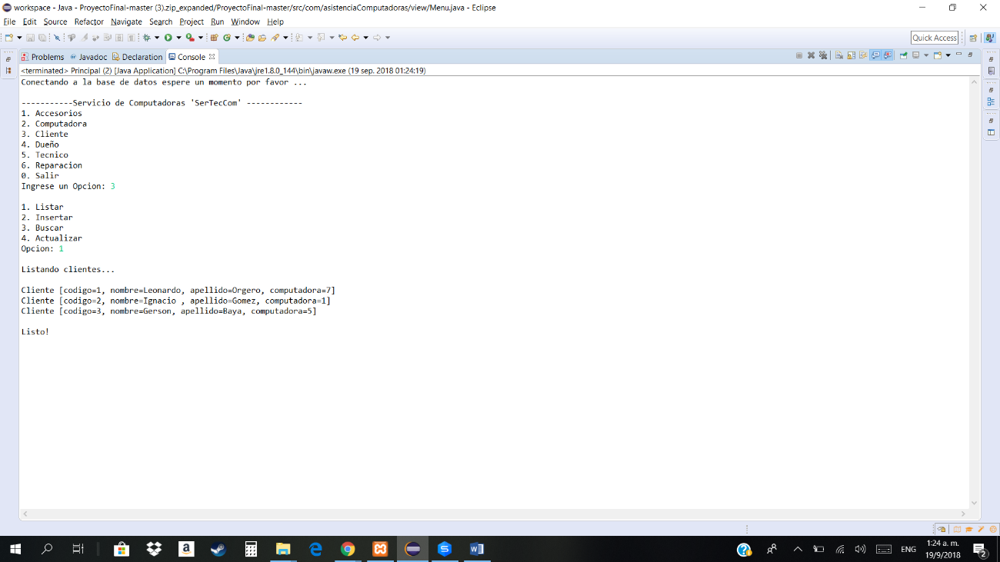 workspace - Java - ProyectoFinal-master (3).zip_expanded/ProyectoFinal-master/src/com/asistenciaComputadoras/view/Menu.java - Eclipse
File Edit Source Refactor Navigate Search Project Run Window Help
Quick Access
Problems Javadoc Declaration Console
<terminated> Principal (2) [Java Application] C:\Program Files\Java\jre1.8.0_144\bin\javaw.exe (19 sep. 2018 01:24:19)
Conectando a la base de datos espere un momento por favor ...
-----------Servicio de Computadoras 'SerTecCom' ------------
1. Accesorios
2. Computadora
3. Cliente
4. Dueño
5. Tecnico
6. Reparacion
0. Salir
Ingrese un Opcion: 3
1. Listar
2. Insertar
3. Buscar
4. Actualizar
Opcion: 1
Listando clientes...
Cliente [codigo=1, nombre=Leonardo, apellido=Orgero, computadora=7]
Cliente [codigo=2, nombre=Ignacio , apellido=Gomez, computadora=1]
Cliente [codigo=3, nombre=Gerson, apellido=Baya, computadora=5]
Listo!
ENG
1:24 a. m.
19/9/2018
2